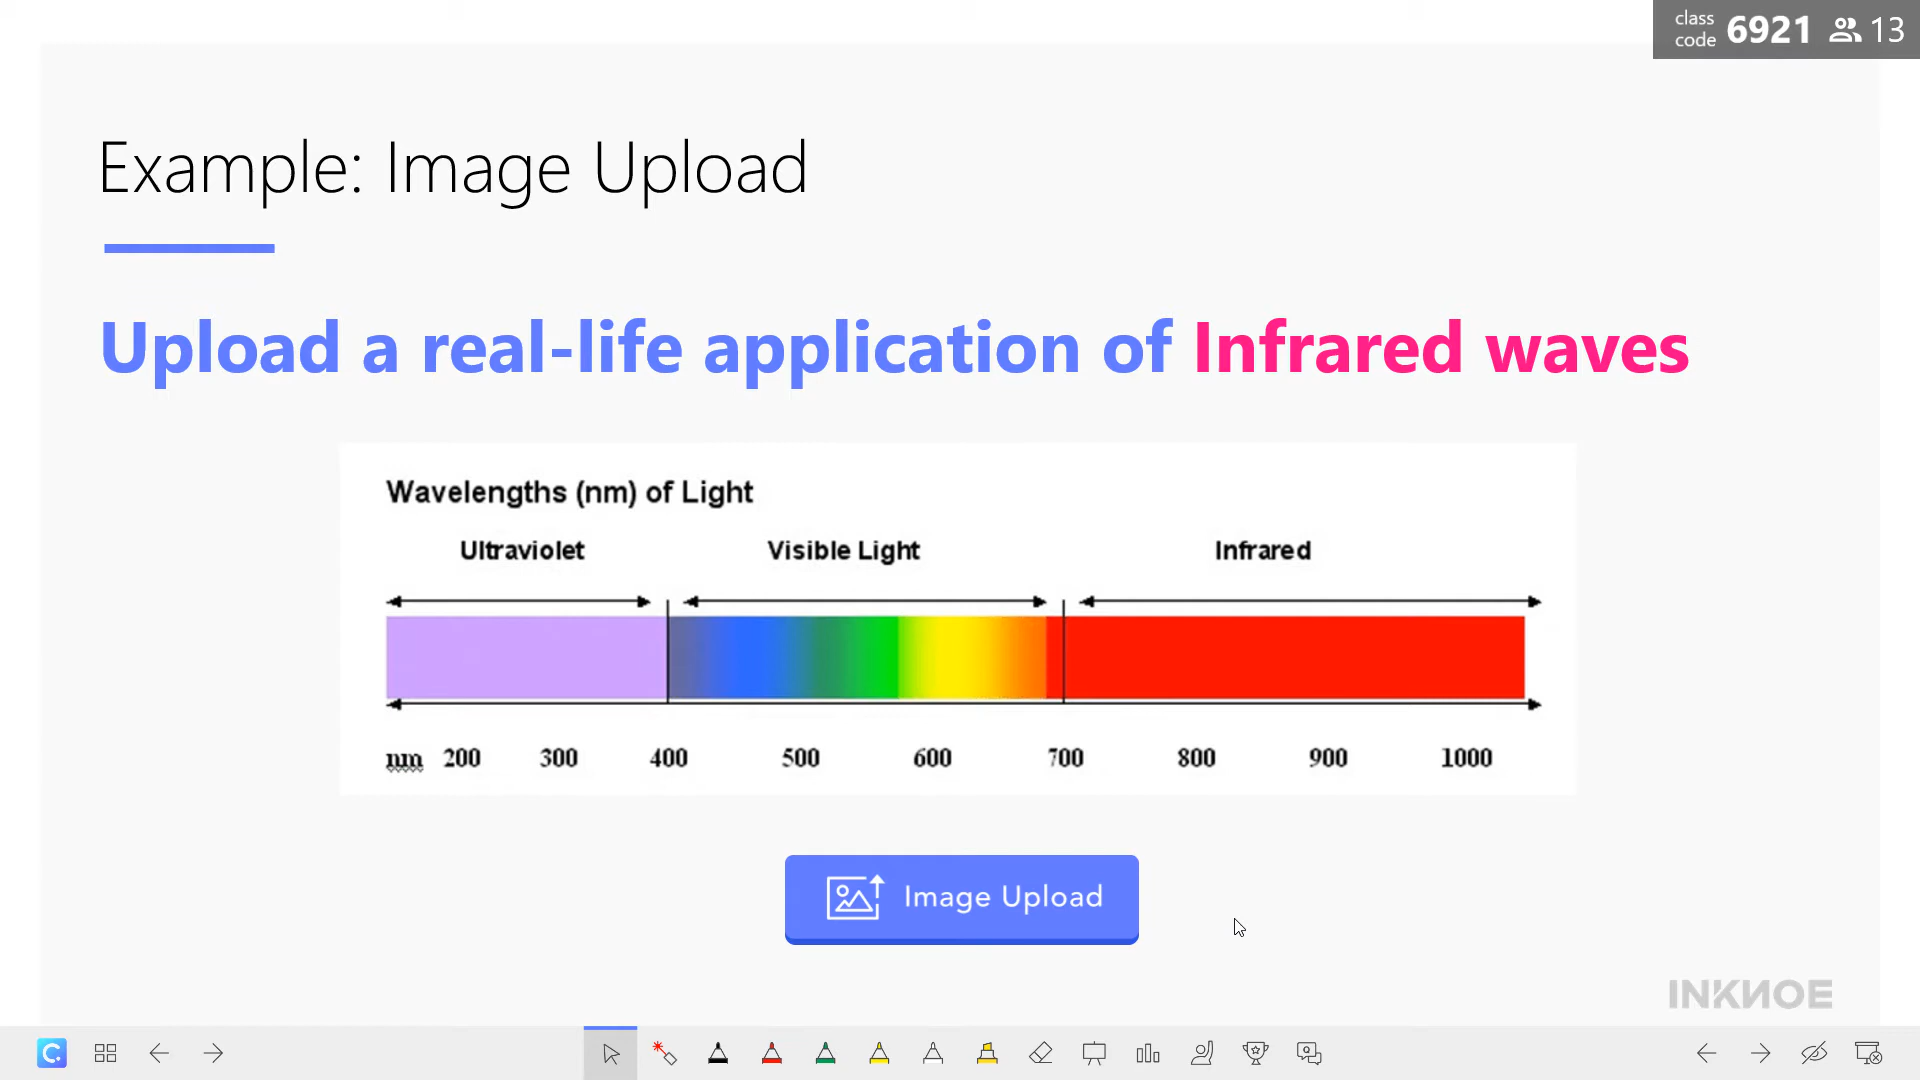 class
code 6921 13
Example: Image Upload
Upload a real-life application of Infrared waves
Wavelengths (nm) of Light
Ultraviolet Visible Light Infrared
nm 200 300 400 500 600 700 800 900 1000
Image Upload
INKNOE